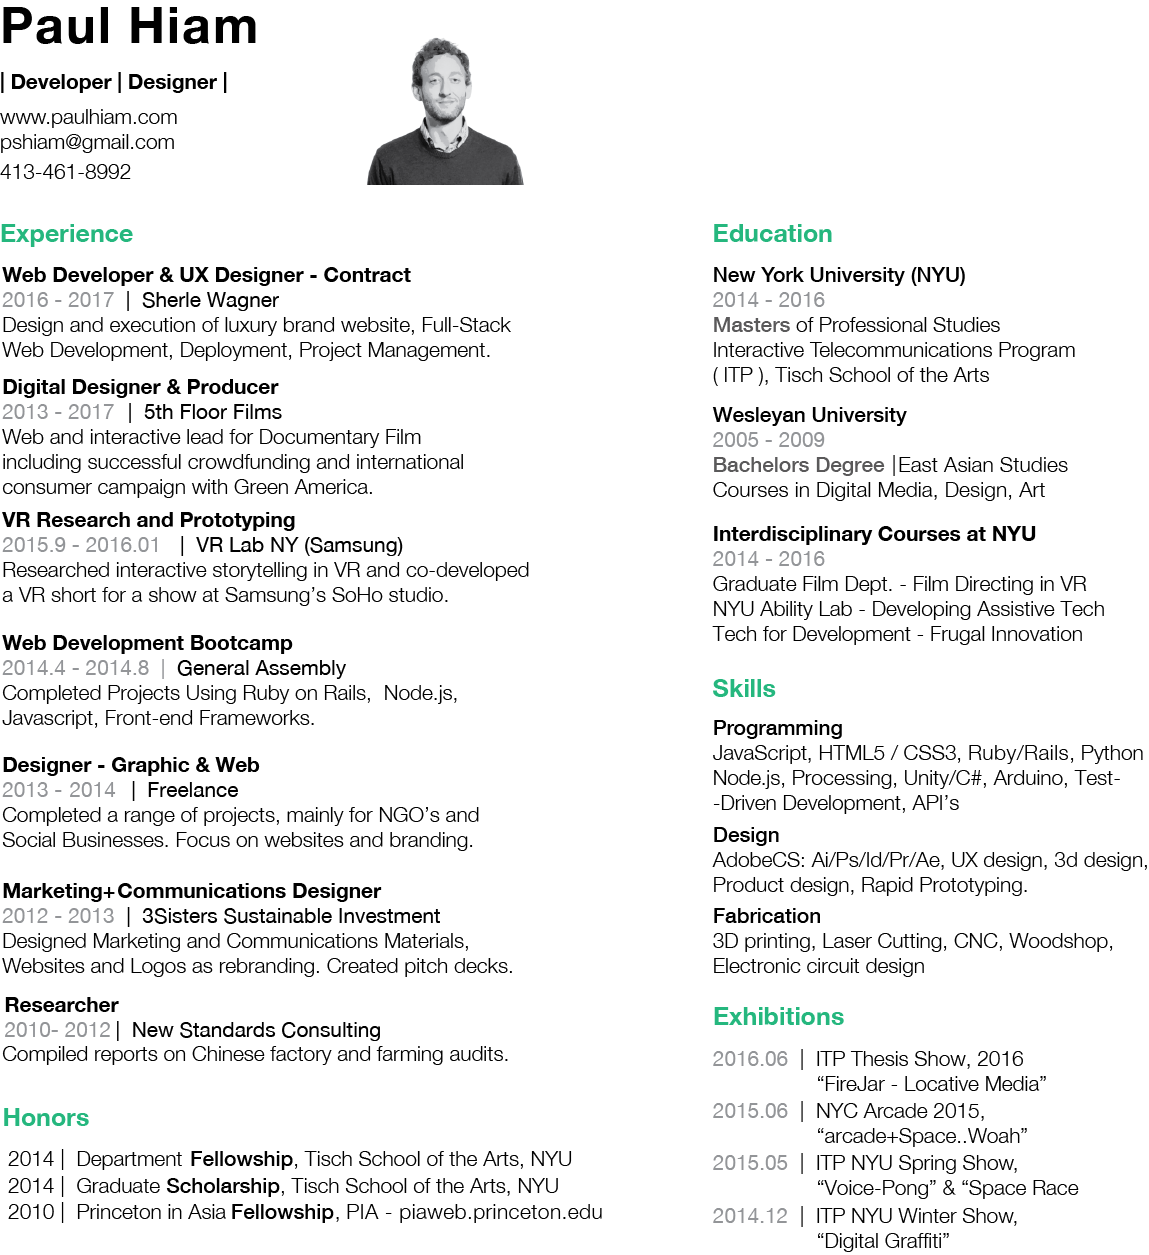 Paul Hiam
| Developer | Designer |
www.paulhiam.com
pshiam@gmail.com
413-461-8992
Experience
Web Developer & UX Designer - Contract
2016 - 2017 | Sherle Wagner
Design and execution of luxury brand website, Full-Stack
Web Development, Deployment, Project Management.
Digital Designer & Producer
2013 - 2017 | 5th Floor Films
Web and interactive lead for Documentary Film
including successful crowdfunding and international
consumer campaign with Green America.
VR Research and Prototyping
2015.9 - 2016.01 | VR Lab NY (Samsung)
Researched interactive storytelling in VR and co-developed
a VR short for a show at Samsung’s SoHo studio.
Web Development Bootcamp
2014.4 - 2014.8 | General Assembly
Completed Projects Using Ruby on Rails, Node.js,
Javascript, Front-end Frameworks.
Designer - Graphic & Web
2013 - 2014 | Freelance
Completed a range of projects, mainly for NGO’s and
Social Businesses. Focus on websites and branding.
Marketing+Communications Designer
2012 - 2013 | 3Sisters Sustainable Investment
Designed Marketing and Communications Materials,
Websites and Logos as rebranding. Created pitch decks.
Researcher
2010- 2012 | New Standards Consulting
Compiled reports on Chinese factory and farming audits.
Honors
2014 | Department Fellowship, Tisch School of the Arts, NYU
2014 | Graduate Scholarship, Tisch School of the Arts, NYU
2010 | Princeton in Asia Fellowship, PIA - piaweb.princeton.edu
Education
New York University (NYU)
2014 - 2016
Masters of Professional Studies
Interactive Telecommunications Program
( ITP ), Tisch School of the Arts
Wesleyan University
2005 - 2009
Bachelors Degree |East Asian Studies
Courses in Digital Media, Design, Art
Interdisciplinary Courses at NYU
2014 - 2016
Graduate Film Dept. - Film Directing in VR
NYU Ability Lab - Developing Assistive Tech
Tech for Development - Frugal Innovation
Skills
Programming
JavaScript, HTML5 / CSS3, Ruby/Rails, Python
Node.js, Processing, Unity/C#, Arduino, Test-
-Driven Development, API’s
Design
AdobeCS: Ai/Ps/Id/Pr/Ae, UX design, 3d design,
Product design, Rapid Prototyping.
Fabrication
3D printing, Laser Cutting, CNC, Woodshop,
Electronic circuit design
Exhibitions
2016.06 | ITP Thesis Show, 2016
“FireJar - Locative Media”
2015.06 | NYC Arcade 2015,
“arcade+Space..Woah”
2015.05 | ITP NYU Spring Show,
“Voice-Pong” & “Space Race
2014.12 | ITP NYU Winter Show,
“Digital Graffiti”